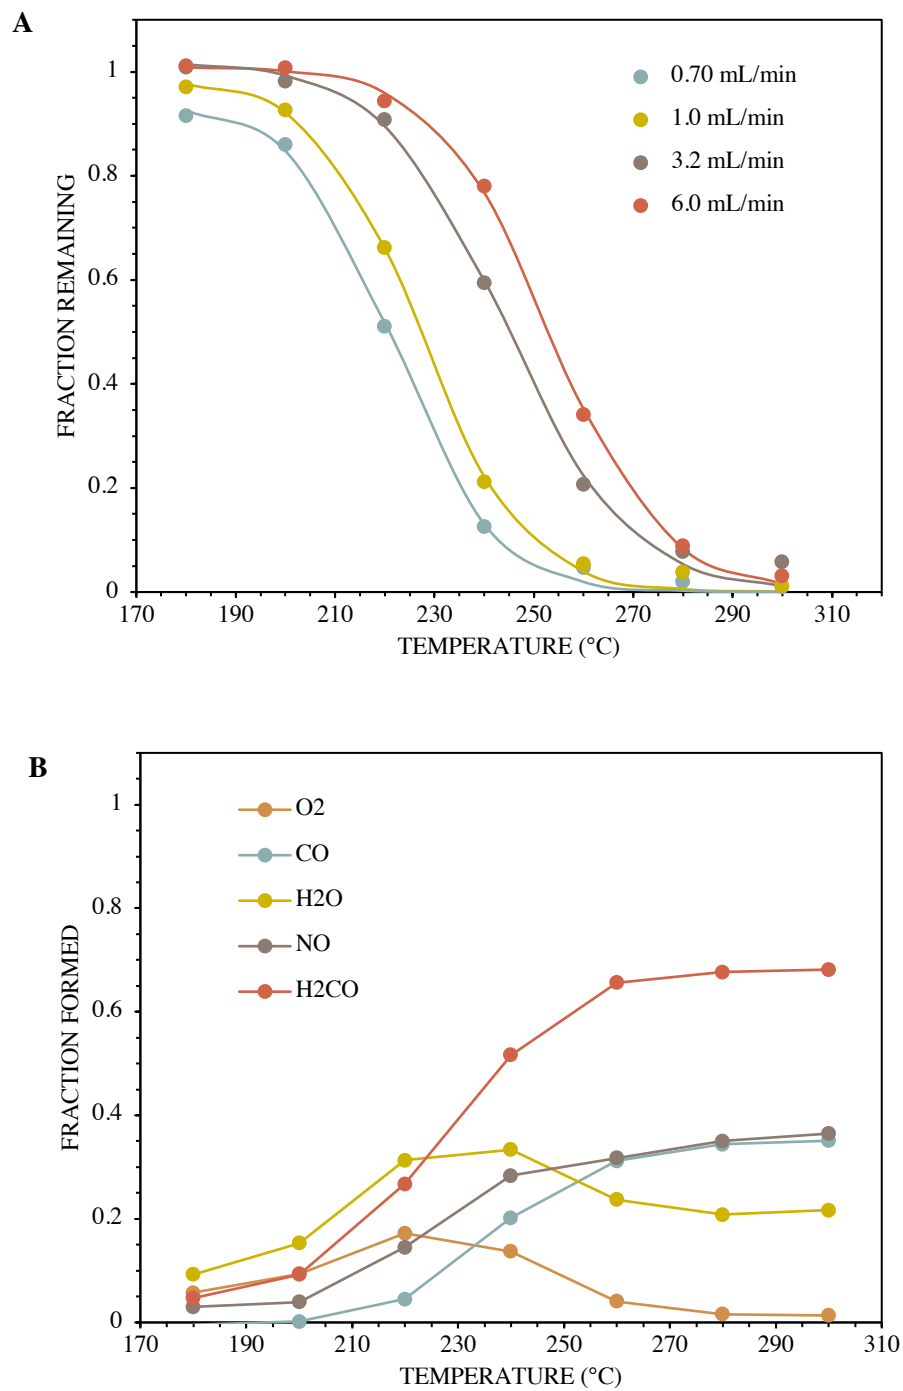 A
FRACTION REMAINING
1
0.8
0.6
0.4
0.2
0
0.70 mL/min
1.0 mL/min
3.2 mL/min
6.0 mL/min
170 190 210 230 250 270 290 310
TEMPERATURE (°C)
B
FRACTION FORMED
1
0.8
0.6
0.4
0.2
0
O2
CO
H2O
NO
H2CO
170 190 210 230 250 270 290 310
TEMPERATURE (°C)